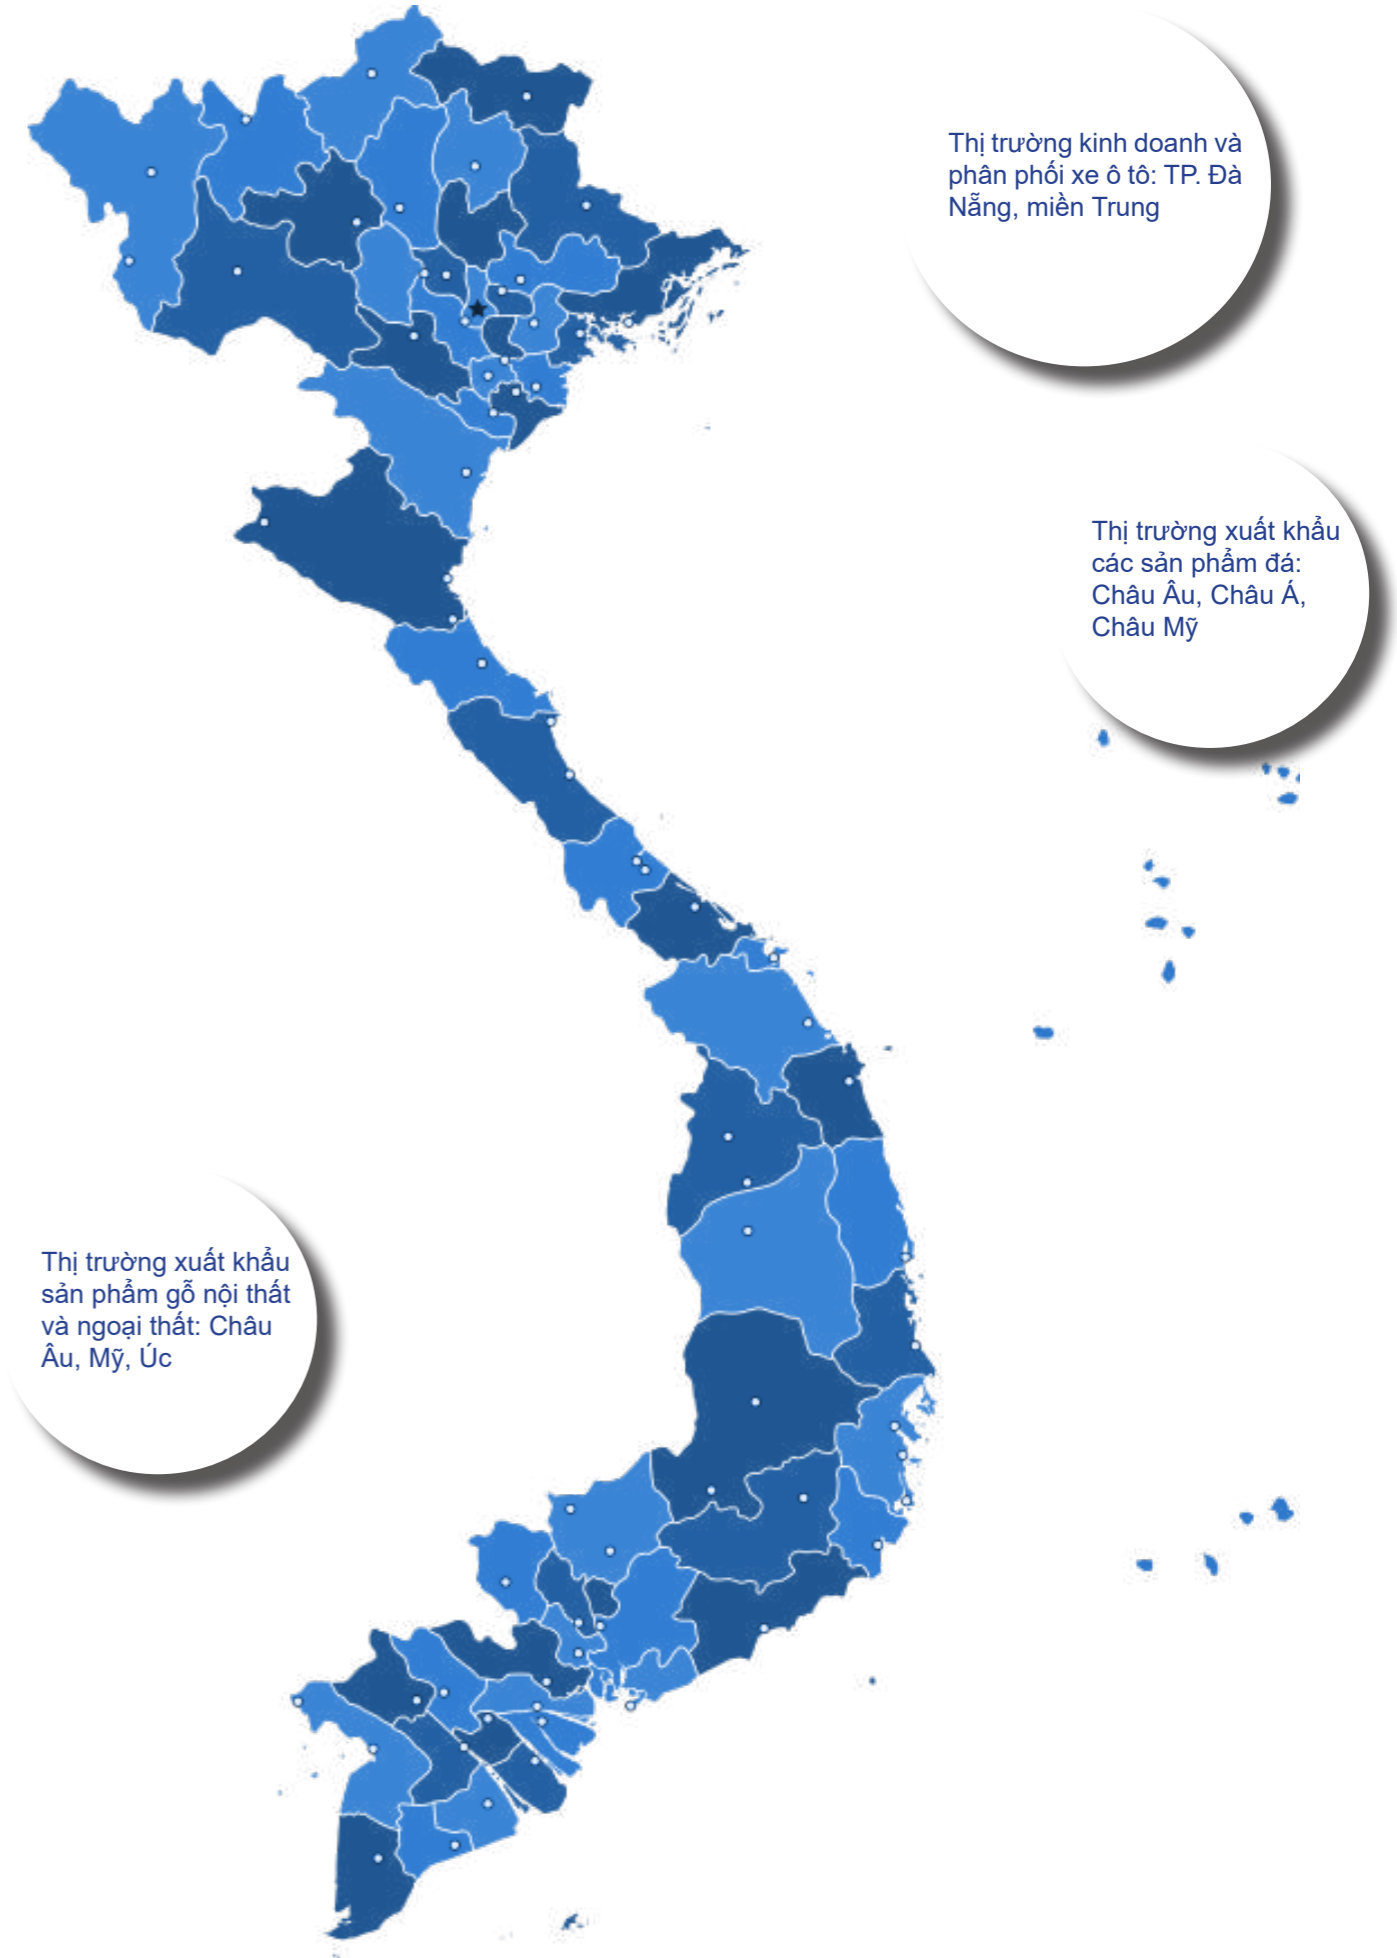 Thị trường kinh doanh và
phân phối xe ô tô: TP. Đà
Nẵng, miền Trung
Thị trường xuất khẩu
các sản phẩm đá:
Châu Âu, Châu Á,
Châu Mỹ
Thị trường xuất khẩu
sản phẩm gỗ nội thất
và ngoại thất: Châu
Âu, Mỹ, Úc